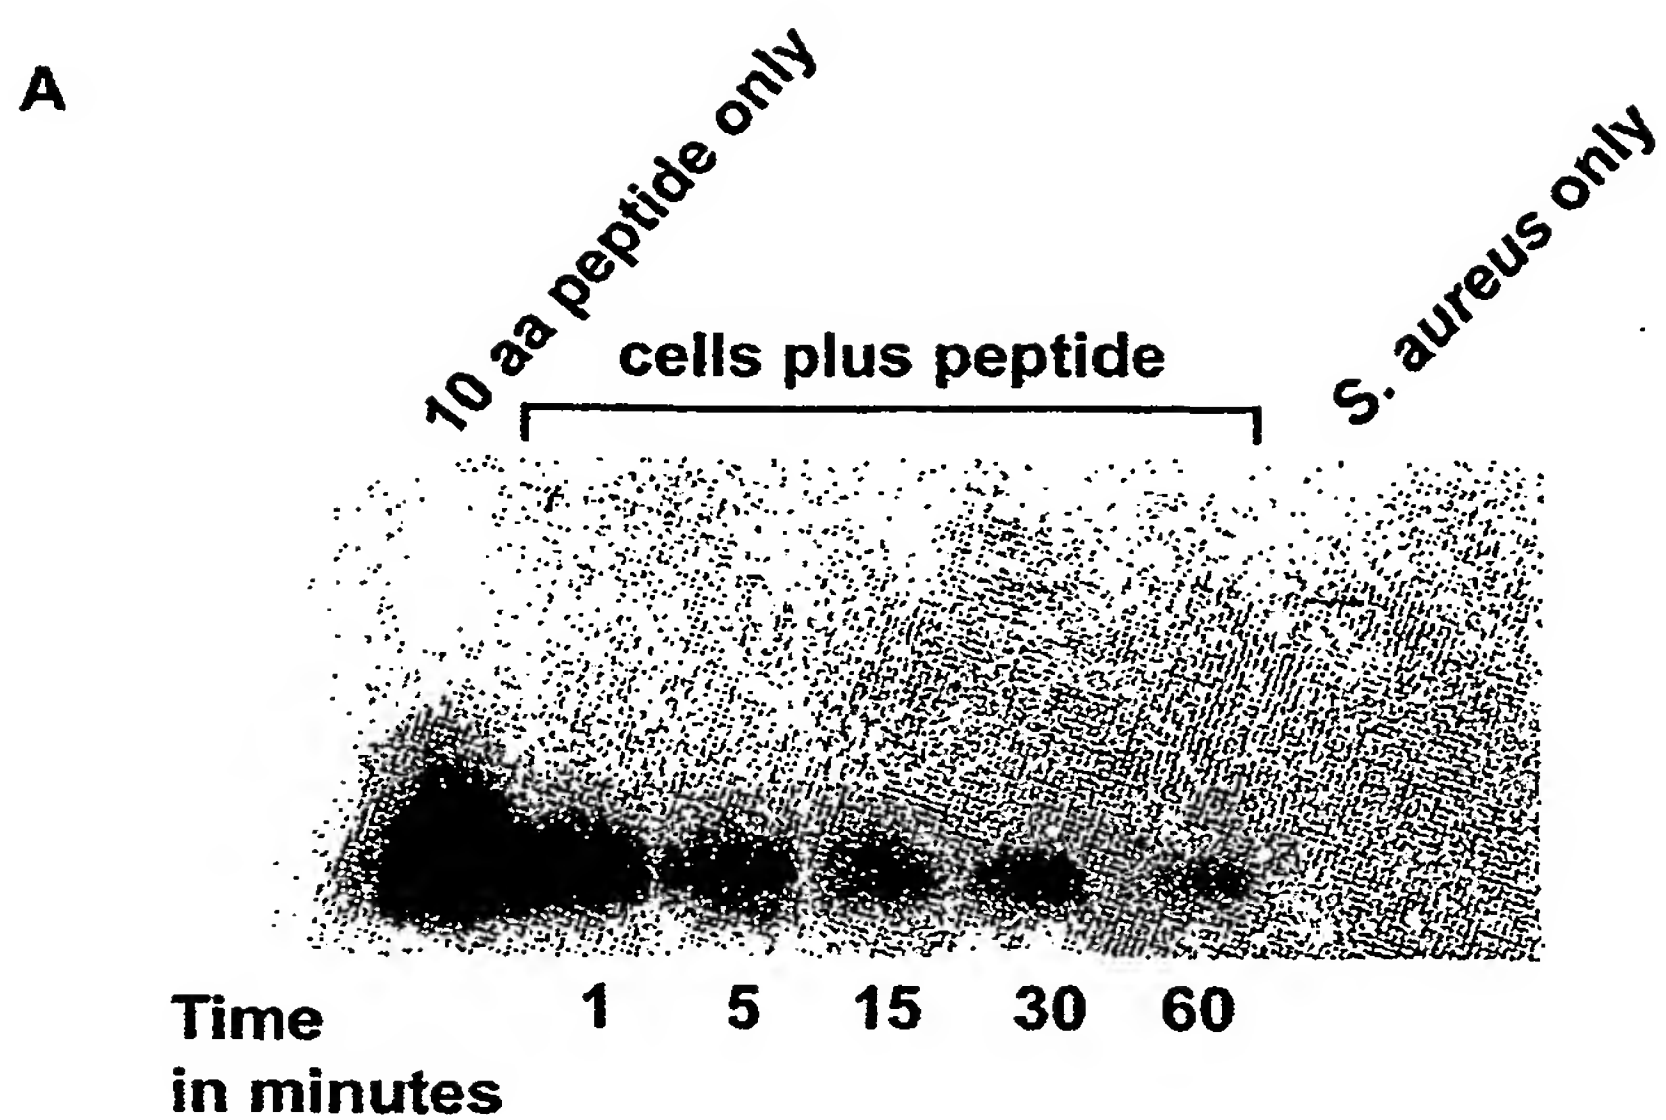 A
10 aa peptide only
cells plus peptide
S. aureus only
1 5 15 30 60
Time
in minutes